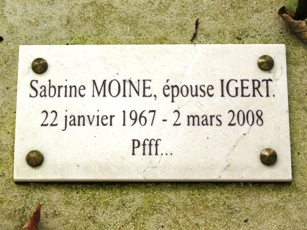 Sabrine MOINE, épouse IGERT.
22 janvier 1967 - 2 mars 2008
Pfff...